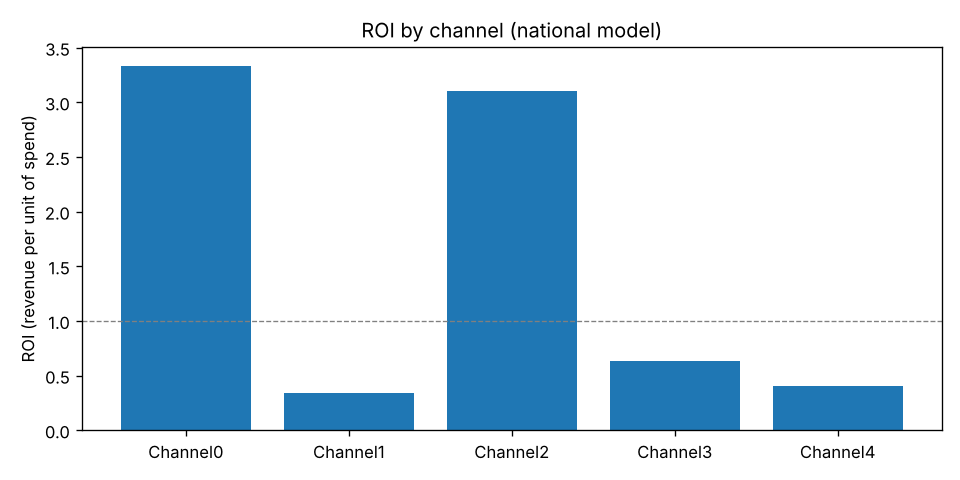 ROI by channel (national model)
ROI (revenue per unit of spend)
3.5
3.0
2.5
2.0
1.5
1.0
0.5
0.0
Channel0 Channel1 Channel2 Channel3 Channel4